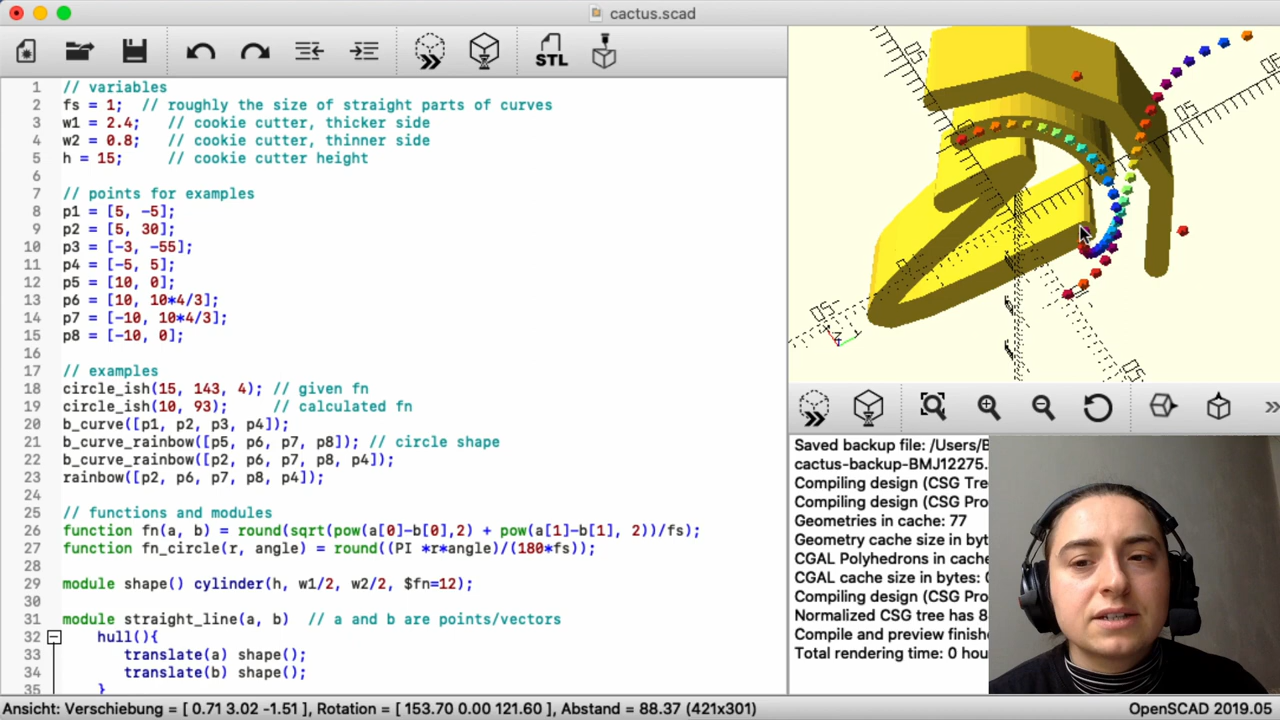 cactus.scad
STL
1 // variables
2 fs = 1; // roughly the size of straight parts of curves
3 w1 = 2.4; // cookie cutter, thicker side
4 w2 = 0.8; // cookie cutter, thinner side
5 h = 15; // cookie cutter height
6
7 // points for examples
8 p1 = [5, -5];
9 p2 = [5, 30];
10 p3 = [-3, -55];
11 p4 = [-5, 5];
12 p5 = [10, 0];
13 p6 = [10, 10*4/3];
14 p7 = [-10, 10*4/3];
15 p8 = [-10, 0];
16
17 // examples
18 circle_ish(15, 143, 4); // given fn
19 circle_ish(10, 93); // calculated fn
20 b_curve([p1, p2, p3, p4]);
21 b_curve_rainbow([p5, p6, p7, p8]); // circle shape
22 b_curve_rainbow([p2, p6, p7, p8, p4]);
23 rainbow([p2, p6, p7, p8, p4]);
24
25 // functions and modules
26 function fn(a, b) = round(sqrt(pow(a[0]-b[0],2) + pow(a[1]-b[1], 2))/fs);
27 function fn_circle(r, angle) = round((PI *r*angle)/(180*fs));
28
29 module shape() cylinder(h, w1/2, w2/2, $fn=12);
30
31 module straight_line(a, b) // a and b are points/vectors
32 hull(){
33 translate(a) shape();
34 translate(b) shape();
35 }
Saved backup file: /Users/B
cactus-backup-BMJ12275.
Compiling design (CSG Tre
Compiling design (CSG Pro
Geometries in cache: 77
Geometry cache size in byt
CGAL Polyhedrons in cache
CGAL cache size in bytes: 0
Compiling design (CSG Pro
Normalized CSG tree has 8
Compile and preview finishe
Total rendering time: 0 hou
Ansicht: Verschiebung = [ 0.71 3.02 -1.51 ], Rotation = [ 153.70 0.00 121.60 ], Abstand = 88.37 (421x301)
OpenSCAD 2019.05